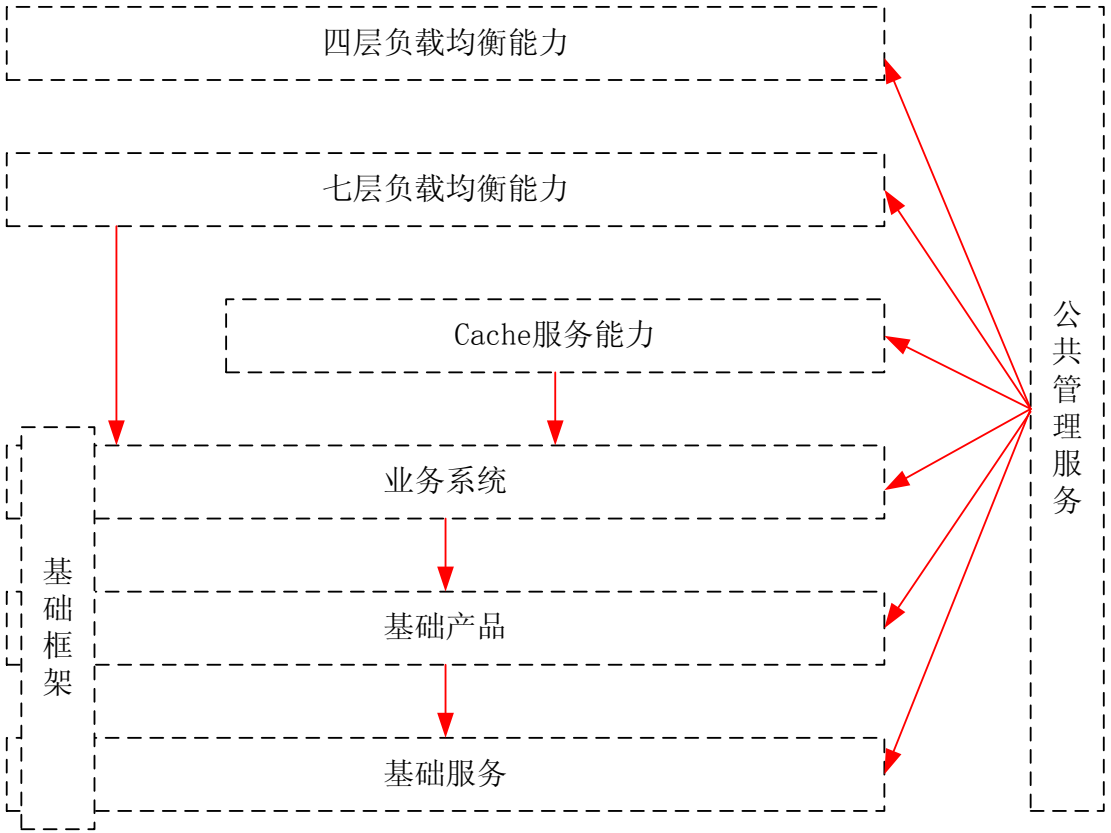 四层负载均衡能力
七层负载均衡能力
Cache服务能力
公共管理服务
业务系统
基础框架
基础产品
基础服务